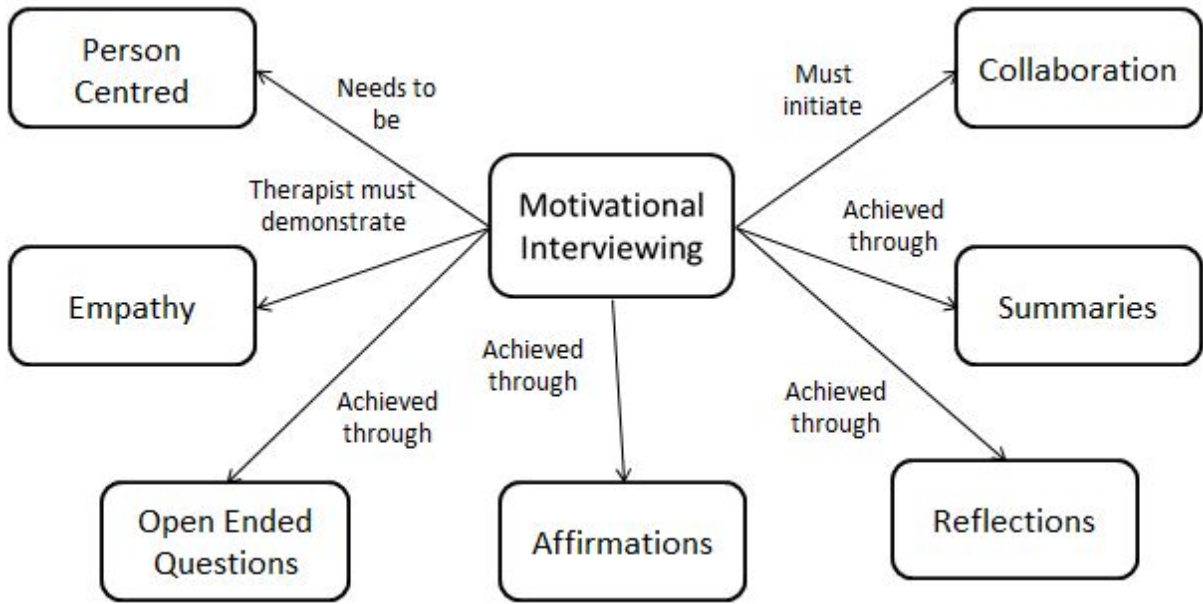 Person
Centred
Needs to
be
Must
initiate
Collaboration
Therapist must
demonstrate
Motivational
Interviewing
Achieved
through
Empathy
Summaries
Achieved
through
Achieved
through
Achieved
through
Open Ended
Questions
Affirmations
Reflections